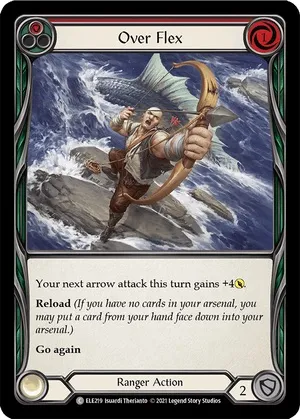 Over Flex
1
Your next arrow attack this turn gains +4
Reload (If you have no cards in your arsenal, you
may put a card from your hand face down into your
arsenal.)
Go again
Ranger Action
2
C ELE219 Isuardi Therianto © 2021 Legend Story Studios